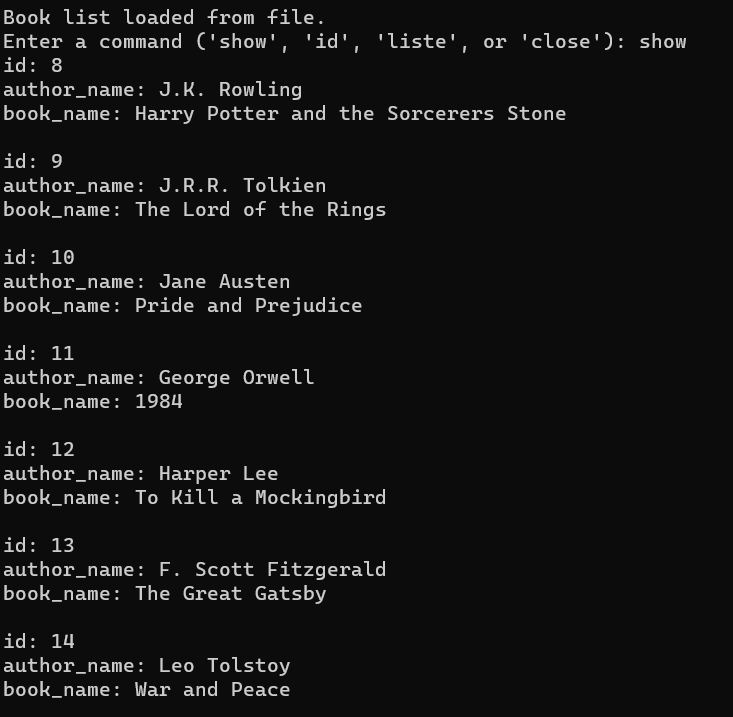 Book list loaded from file.
Enter a command ('show', 'id', 'liste', or 'close'): show
id: 8
author_name: J.K. Rowling
book_name: Harry Potter and the Sorcerers Stone
id: 9
author_name: J.R.R. Tolkien
book_name: The Lord of the Rings
id: 10
author_name: Jane Austen
book_name: Pride and Prejudice
id: 11
author_name: George Orwell
book_name: 1984
id: 12
author_name: Harper Lee
book_name: To Kill a Mockingbird
id: 13
author_name: F. Scott Fitzgerald
book_name: The Great Gatsby
id: 14
author_name: Leo Tolstoy
book_name: War and Peace